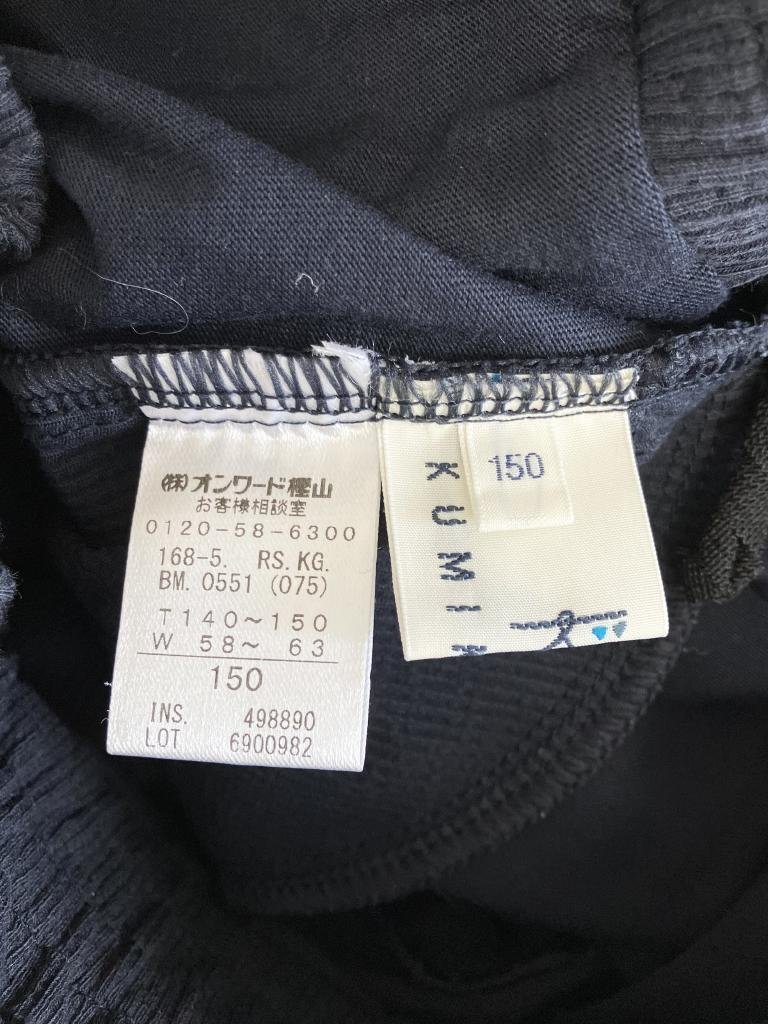 (株)オンワード樫山
お客様相談室
0120-58-6300
168-5. RS. KG.
BM. 0551 (075)
T 140～150
W 58～ 63
150
INS. 498890
LOT 6900982
150
KUMI